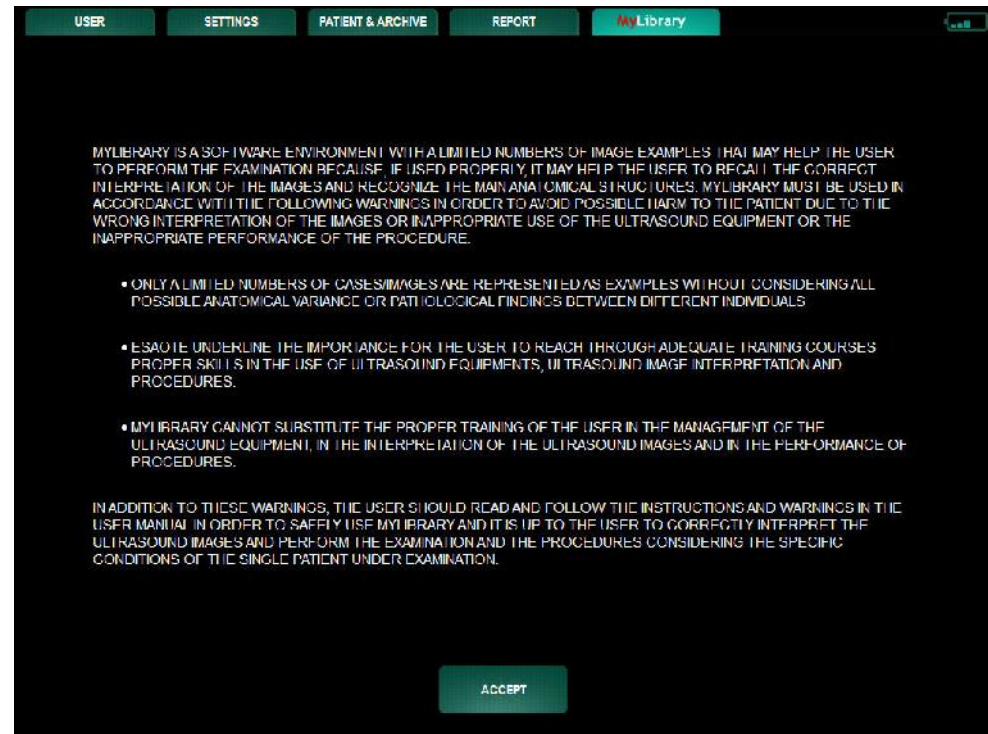 USER SETTINGS PATIENT & ARCHIVE REPORT MyLibrary
MYLIBRARY IS A SOFTWARE ENVIRONMENT WITH A LIMITED NUMBERS OF IMAGE EXAMPLES THAT MAY HELP THE USER
TO PERFORM THE EXAMINATION BECAUSE, IF USED PROPERLY, IT MAY HELP THE USER TO RECALL THE CORRECT
INTERPRETATION OF THE IMAGES AND RECOGNIZE THE MAIN ANATOMICAL STRUCTURES. MYLIBRARY MUST BE USED IN
ACCORDANCE WITH THE FOLLOWING WARNINGS IN ORDER TO AVOID POSSIBLE HARM TO THE PATIENT DUE TO THE
WRONG INTERPRETATION OF THE IMAGES OR INAPPROPRIATE USE OF THE ULTRASOUND EQUIPMENT OR THE
INAPPROPRIATE PERFORMANCE OF THE PROCEDURE.
• ONLY A LIMITED NUMBERS OF CASES/IMAGES ARE REPRESENTED AS EXAMPLES WITHOUT CONSIDERING ALL
POSSIBLE ANATOMICAL VARIANCE OR PATHOLOGICAL FINDINGS BETWEEN DIFFERENT INDIVIDUALS
• ESAOTE UNDERLINE THE IMPORTANCE FOR THE USER TO REACH THROUGH ADEQUATE TRAINING COURSES
PROPER SKILLS IN THE USE OF ULTRASOUND EQUIPMENTS, ULTRASOUND IMAGE INTERPRETATION AND
PROCEDURES.
• MYLIBRARY CANNOT SUBSTITUTE THE PROPER TRAINING OF THE USER IN THE MANAGEMENT OF THE
ULTRASOUND EQUIPMENT, IN THE INTERPRETATION OF THE ULTRASOUND IMAGES AND IN THE PERFORMANCE OF
PROCEDURES.
IN ADDITION TO THESE WARNINGS, THE USER SHOULD READ AND FOLLOW THE INSTRUCTIONS AND WARNINGS IN THE
USER MANUAL IN ORDER TO SAFELY USE MYLIBRARY AND IT IS UP TO THE USER TO CORRECTLY INTERPRET THE
ULTRASOUND IMAGES AND PERFORM THE EXAMINATION AND THE PROCEDURES CONSIDERING THE SPECIFIC
CONDITIONS OF THE SINGLE PATIENT UNDER EXAMINATION.
ACCEPT